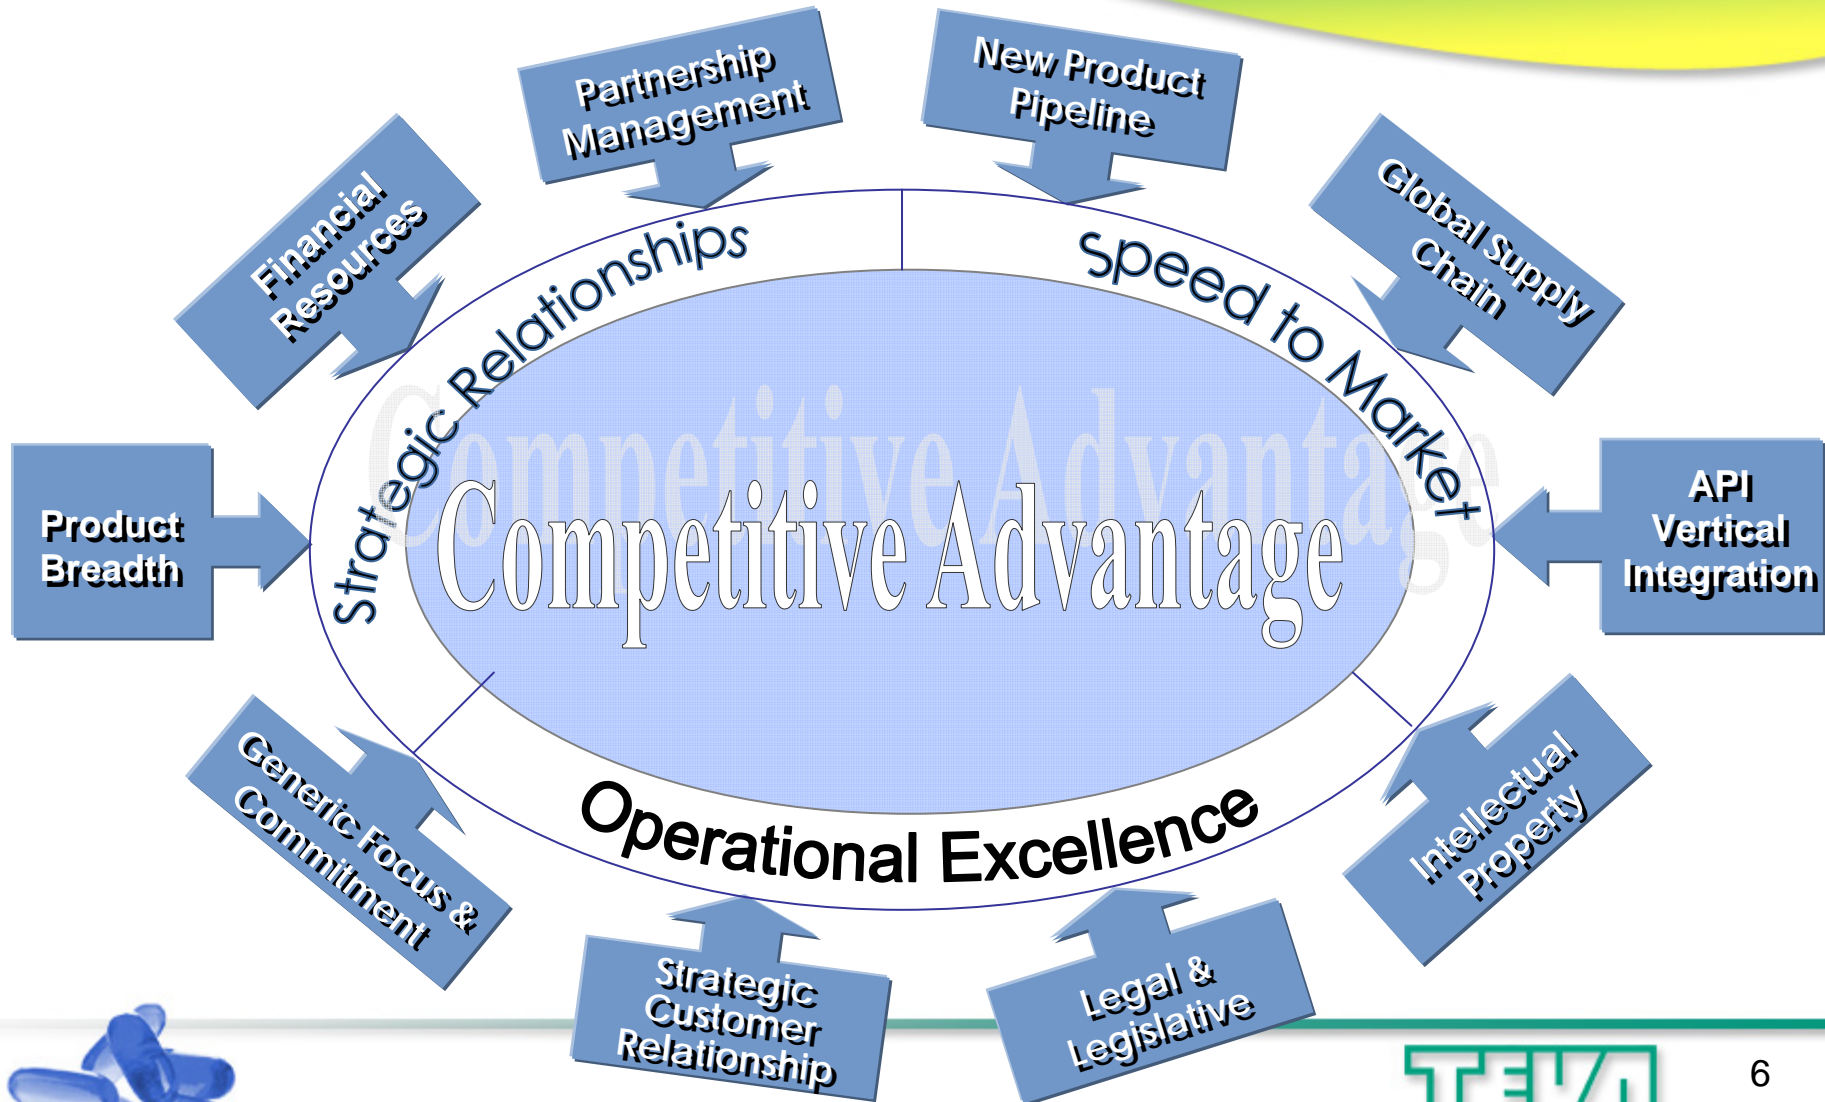 Partnership
Management
New Product
Pipeline
Financial
Resources
Global Supply
Chain
Strategic Relationships
Speed to Market
Product
Breadth
Competitive Advantage
API
Vertical
Integration
Generic Focus &
Commitment
Operational Excellence
Intellectual
Property
Strategic
Customer
Relationship
Legal &
Legislative
TEVA
6